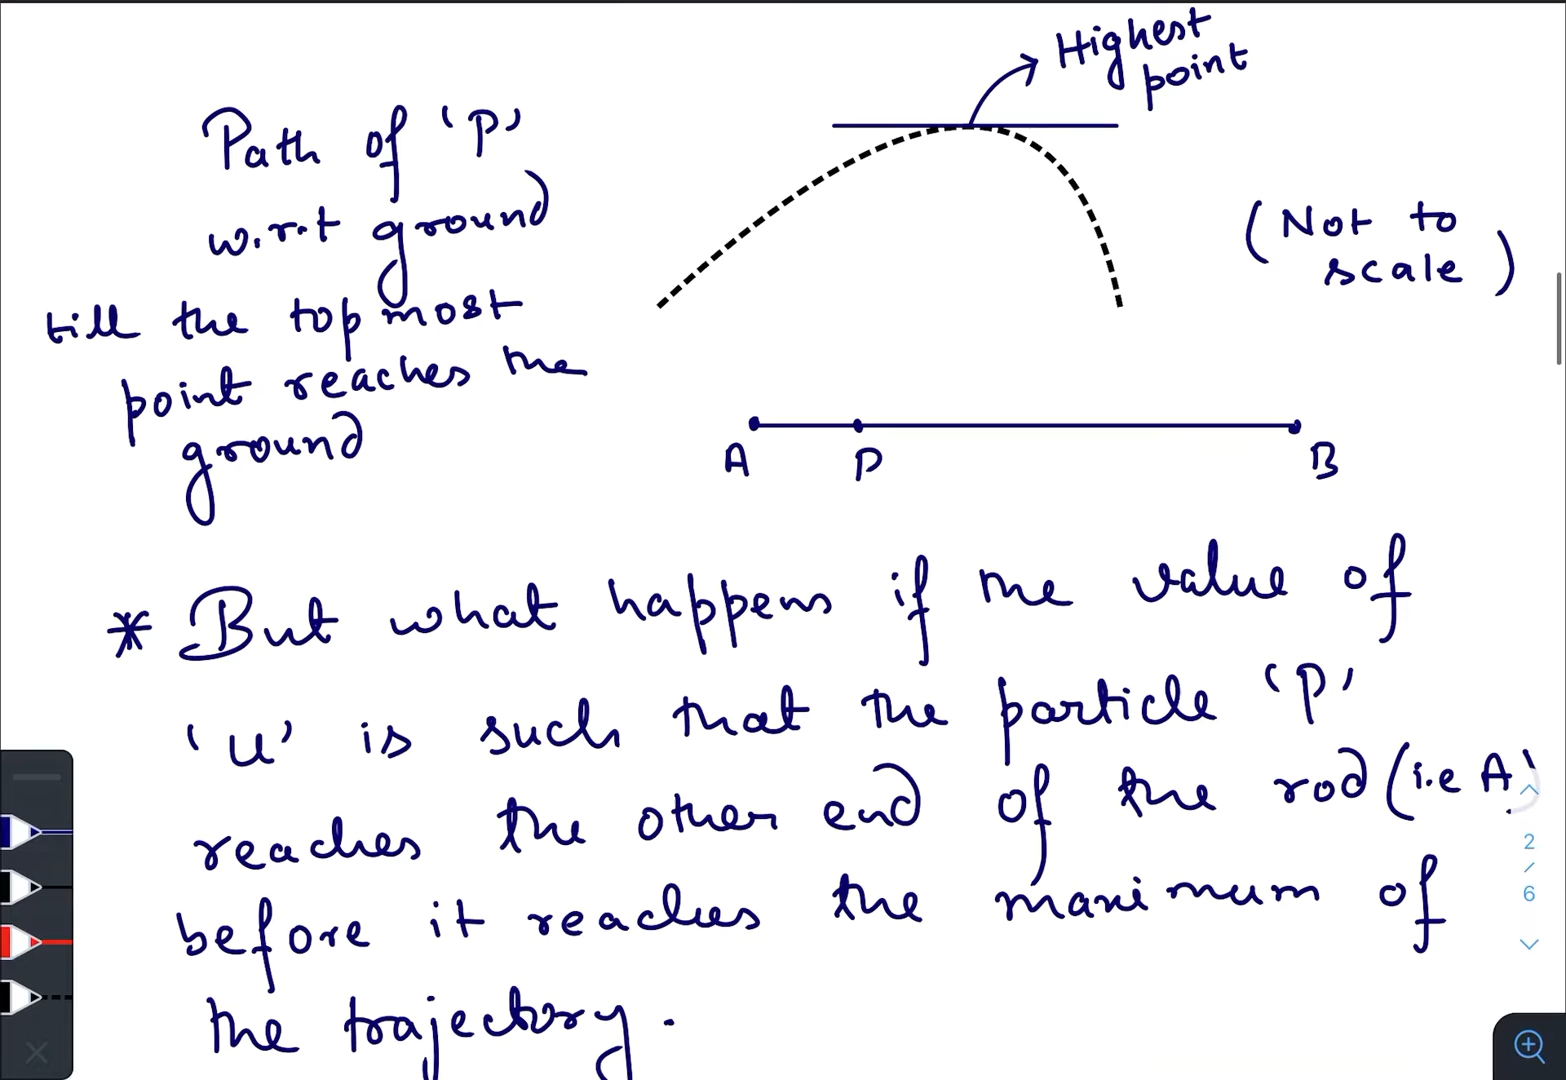 Highest
point
Path of 'P'
w.r.t ground
till the topmost
point reaches the
ground
(Not to
scale)
A P B
* But what happens if the value of
'u' is such that the particle 'P'
reaches the other end of the rod (i.e A)
before it reaches the maximum of
the trajectory.
2
/
6